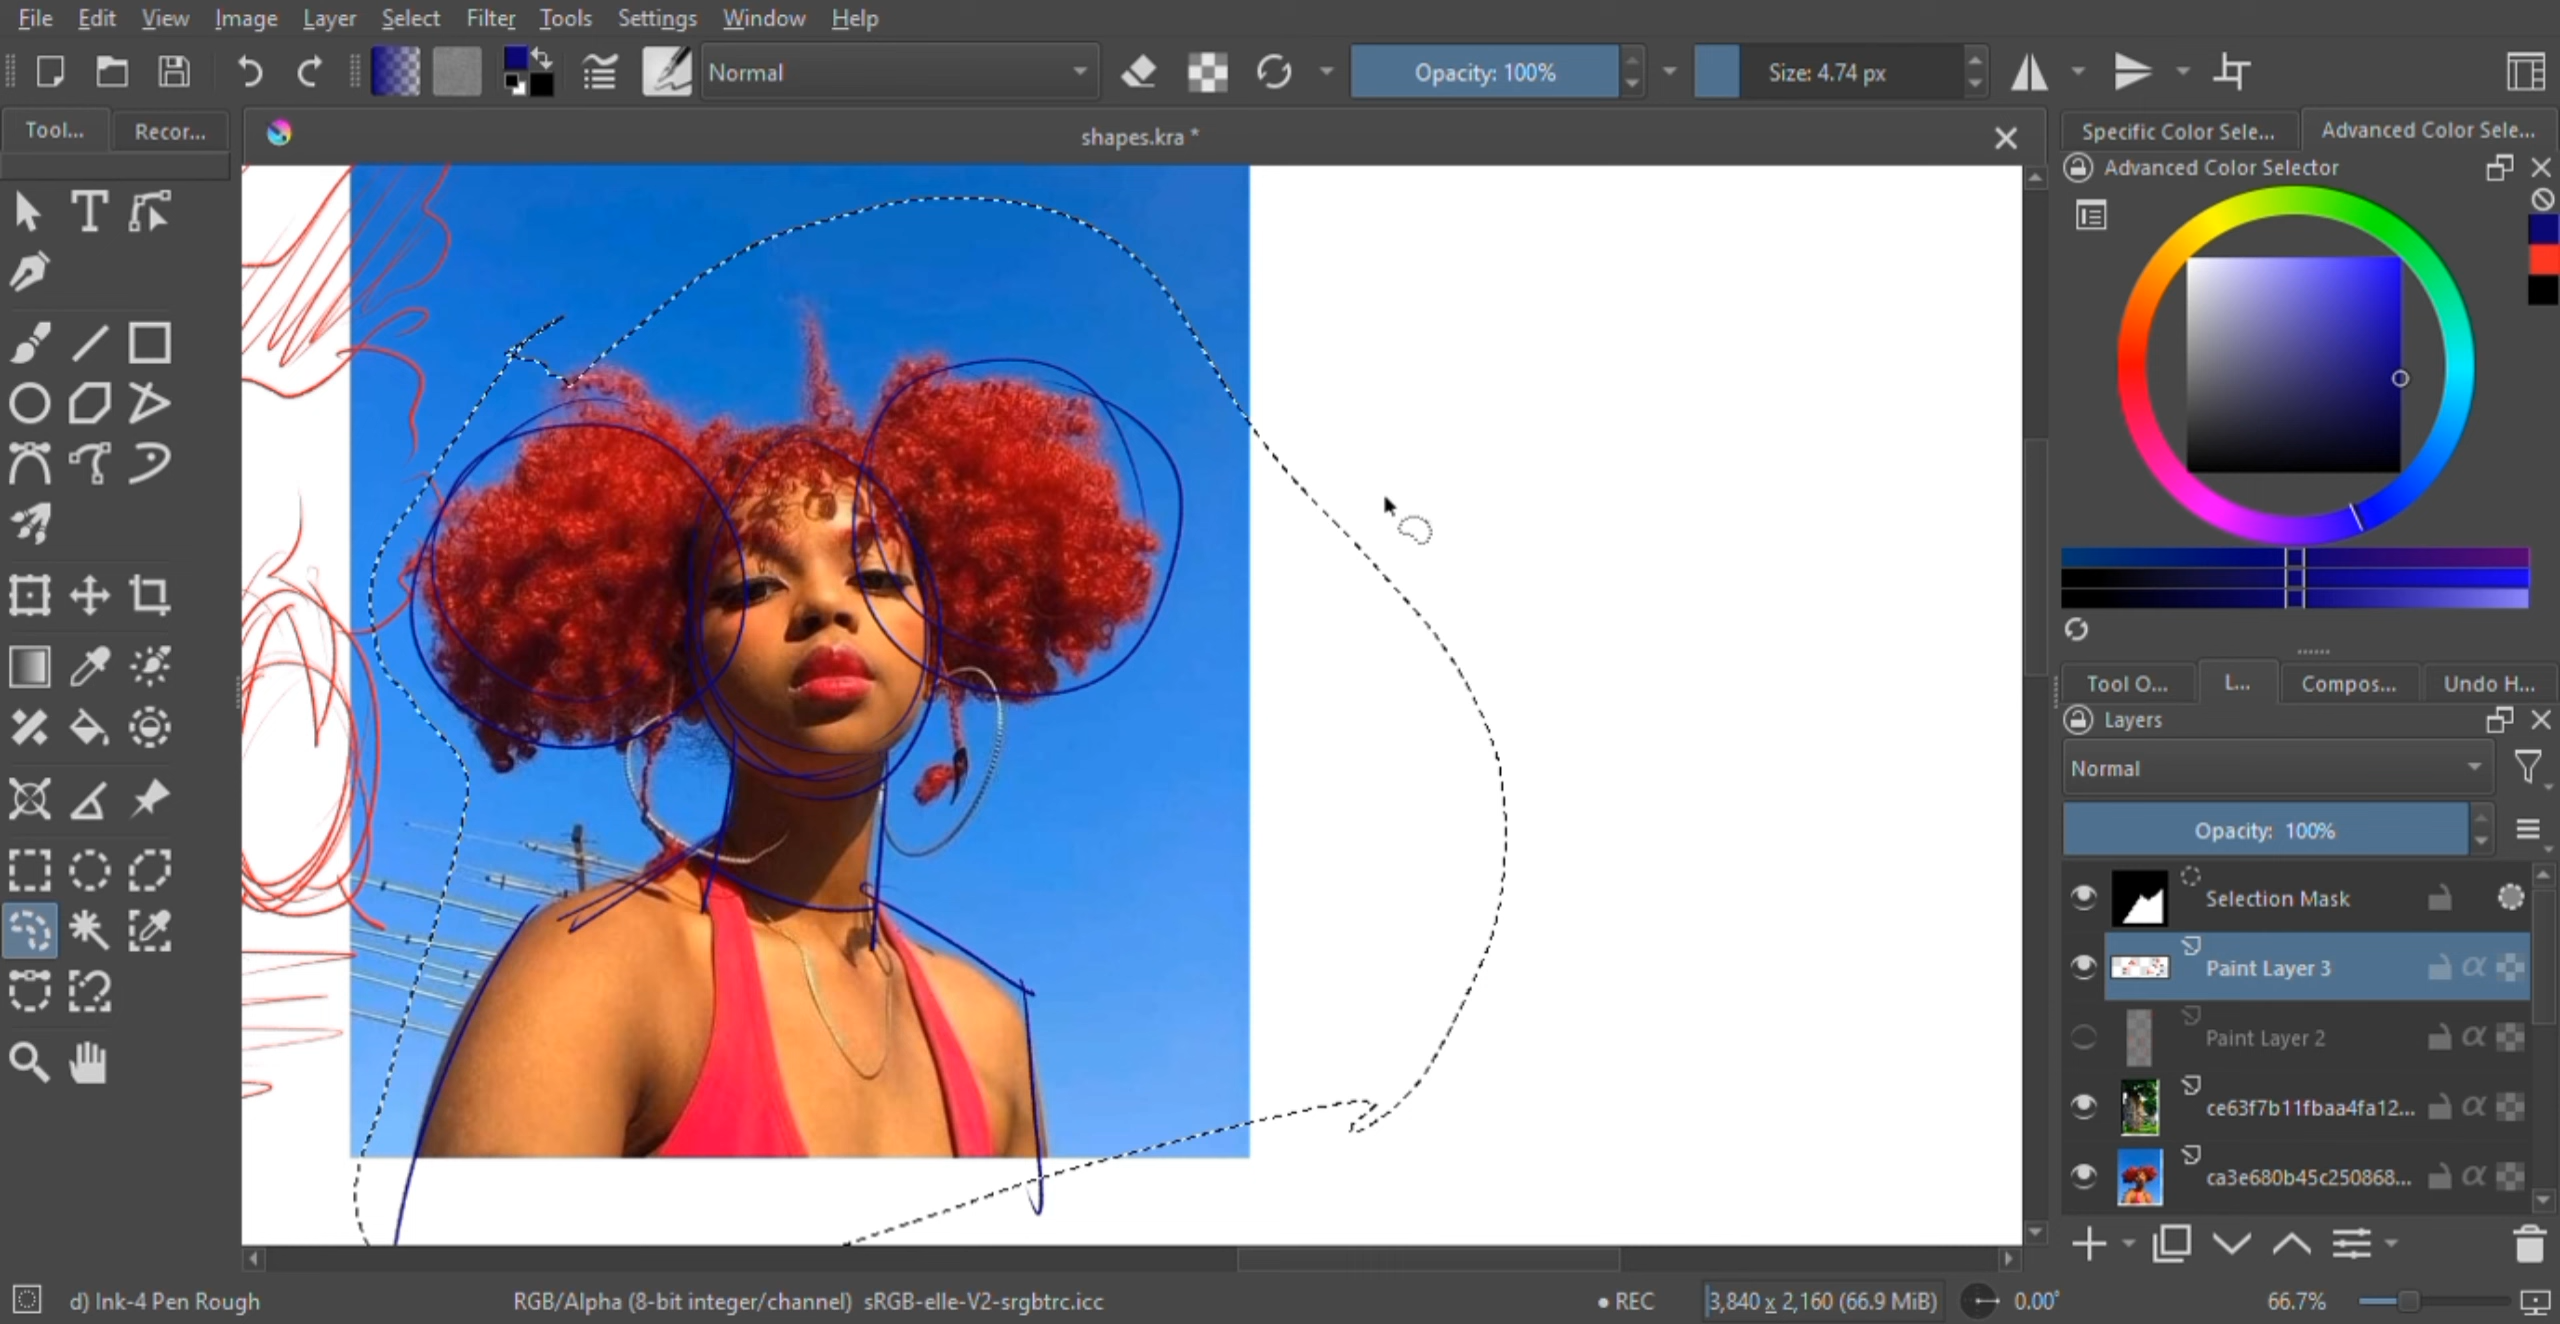 File Edit View Image Layer Select Filter Tools Settings Window Help
Normal Opacity: 100% Size: 4.74 px
Tool... Recor... shapes.kra * Specific Color Sele... Advanced Color Sele...
Advanced Color Selector
Tool O... L... Compos... Undo H...
Layers
Normal
Opacity: 100%
Selection Mask
Paint Layer 3
Paint Layer 2
ce63f7b11fbaa4fa12...
ca3e680b45c250868...
d) Ink-4 Pen Rough RGB/Alpha (8-bit integer/channel) sRGB-elle-V2-srgbtrc.icc REC 3,840 x 2,160 (66.9 MiB) 0.00° 66.7%